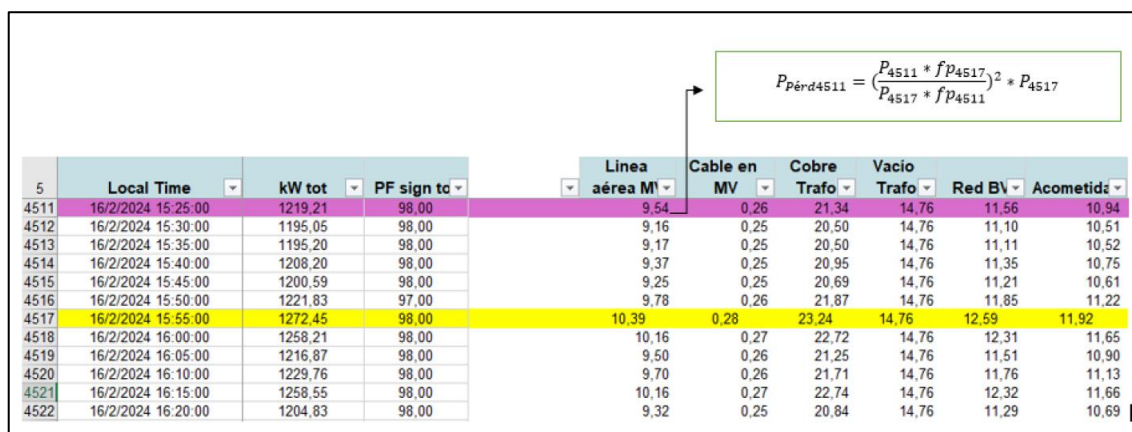 P_Pérd4511 = (P_4511 * fp_4517 / P_4517 * fp_4511)^2 * P_4517
Linea Cable en Cobre Vacio
5 Local Time kW tot PF sign to aérea M MV Trafo Trafo Red BV Acometida
4511 16/2/2024 15:25:00 1219,21 98,00 9,54 0,26 21,34 14,76 11,56 10,94
4512 16/2/2024 15:30:00 1195,05 98,00 9,16 0,25 20,50 14,76 11,10 10,51
4513 16/2/2024 15:35:00 1195,20 98,00 9,17 0,25 20,50 14,76 11,11 10,52
4514 16/2/2024 15:40:00 1208,20 98,00 9,37 0,25 20,95 14,76 11,35 10,75
4515 16/2/2024 15:45:00 1200,59 98,00 9,25 0,25 20,69 14,76 11,21 10,61
4516 16/2/2024 15:50:00 1221,83 97,00 9,78 0,26 21,87 14,76 11,85 11,22
4517 16/2/2024 15:55:00 1272,45 98,00 10,39 0,28 23,24 14,76 12,59 11,92
4518 16/2/2024 16:00:00 1258,21 98,00 10,16 0,27 22,72 14,76 12,31 11,65
4519 16/2/2024 16:05:00 1216,87 98,00 9,50 0,26 21,25 14,76 11,51 10,90
4520 16/2/2024 16:10:00 1229,76 98,00 9,70 0,26 21,71 14,76 11,76 11,13
4521 16/2/2024 16:15:00 1258,55 98,00 10,16 0,27 22,74 14,76 12,32 11,66
4522 16/2/2024 16:20:00 1204,83 98,00 9,32 0,25 20,84 14,76 11,29 10,69